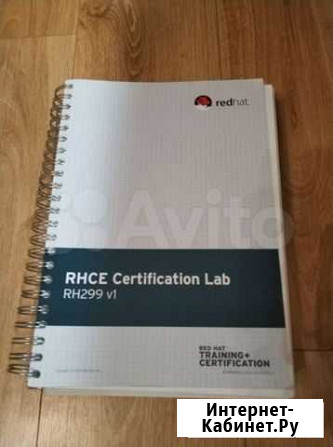 redhat.
Avito
RHCE Certification Lab
RH299 v1
RED HAT
TRAINING+
CERTIFICATION
Интернет-
Кабинет.Ру